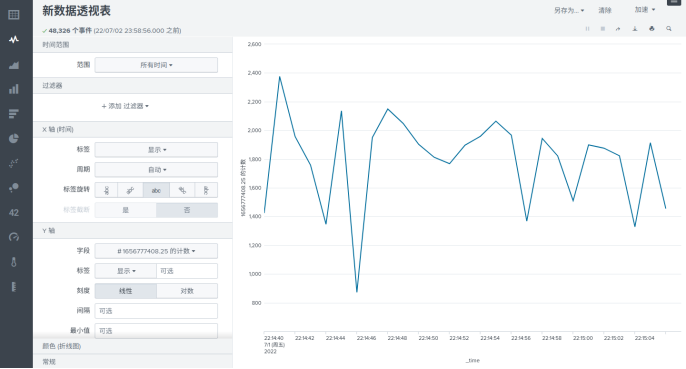 新数据透视表
另存为...
清除
加速
✓ 48,326 个事件 (22/07/02 23:58:56.000 之前)
时间范围
范围
所有时间
过滤器
+ 添加 过滤器
X 轴 (时间)
标签
显示
周期
自动
标签旋转
abc
abc
abc
abc
abc
标签截断
是
否
Y 轴
字段
# 1656777408.25 的计数
标签
显示
可选
刻度
线性
对数
间隔
可选
最小值
可选
颜色 (折线图)
常规
42
1656777408.25 的计数
2,600
2,400
2,200
2,000
1,800
1,600
1,400
1,200
1,000
800
22:14:40
22:14:42
22:14:44
22:14:46
22:14:48
22:14:50
22:14:52
22:14:54
22:14:56
22:14:58
22:15:00
22:15:02
22:15:04
7/1 (周五)
2022
_time